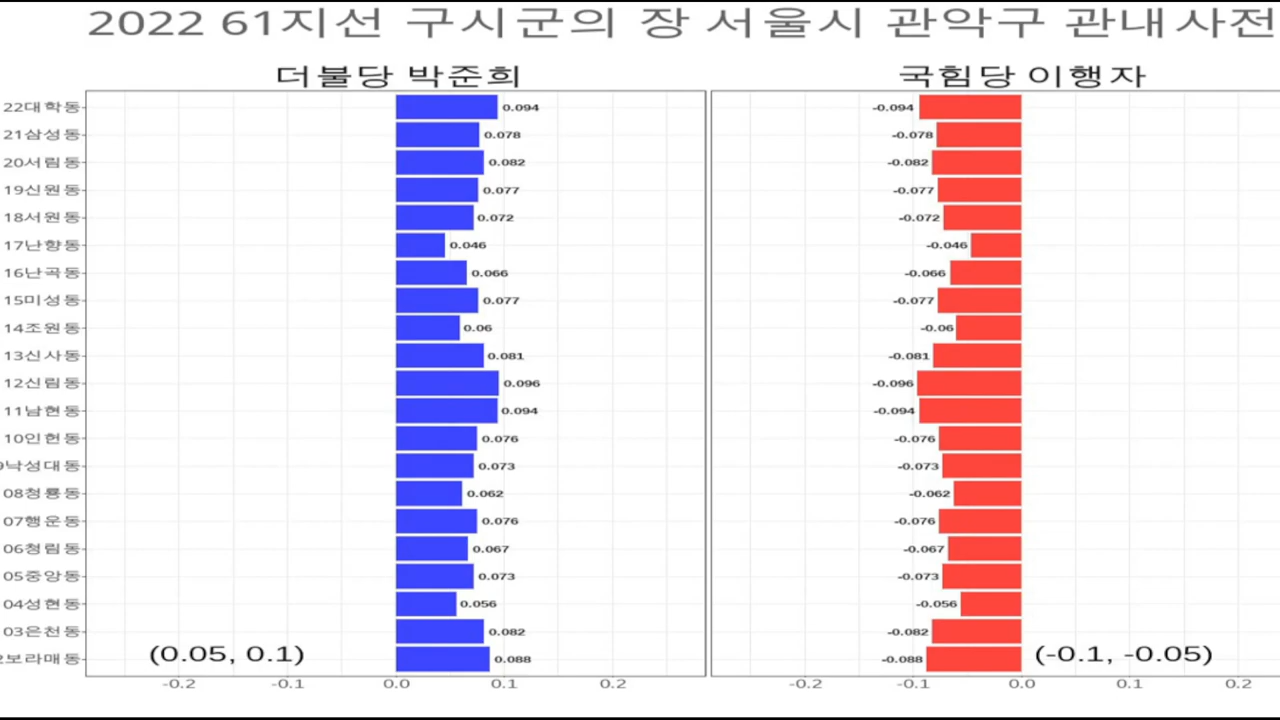 2022 61지선 구시군의 장 서울시 관악구 관내사전
더불당 박준희
국힘당 이행자
22대학동 0.094 -0.094
21삼성동 0.078 -0.078
20서림동 0.082 -0.082
19신원동 0.077 -0.077
18서원동 0.072 -0.072
17난향동 0.046 -0.046
16난곡동 0.066 -0.066
15미성동 0.077 -0.077
14조원동 0.06 -0.06
13신사동 0.081 -0.081
12신림동 0.096 -0.096
11남현동 0.094 -0.094
10인헌동 0.076 -0.076
9낙성대동 0.073 -0.073
08청룡동 0.062 -0.062
07행운동 0.076 -0.076
06청림동 0.067 -0.067
05중앙동 0.073 -0.073
04성현동 0.056 -0.056
03은천동 0.082 -0.082
2보라매동 0.088 -0.088
(0.05, 0.1) (-0.1, -0.05)
-0.2 -0.1 0.0 0.1 0.2 -0.2 -0.1 0.0 0.1 0.2